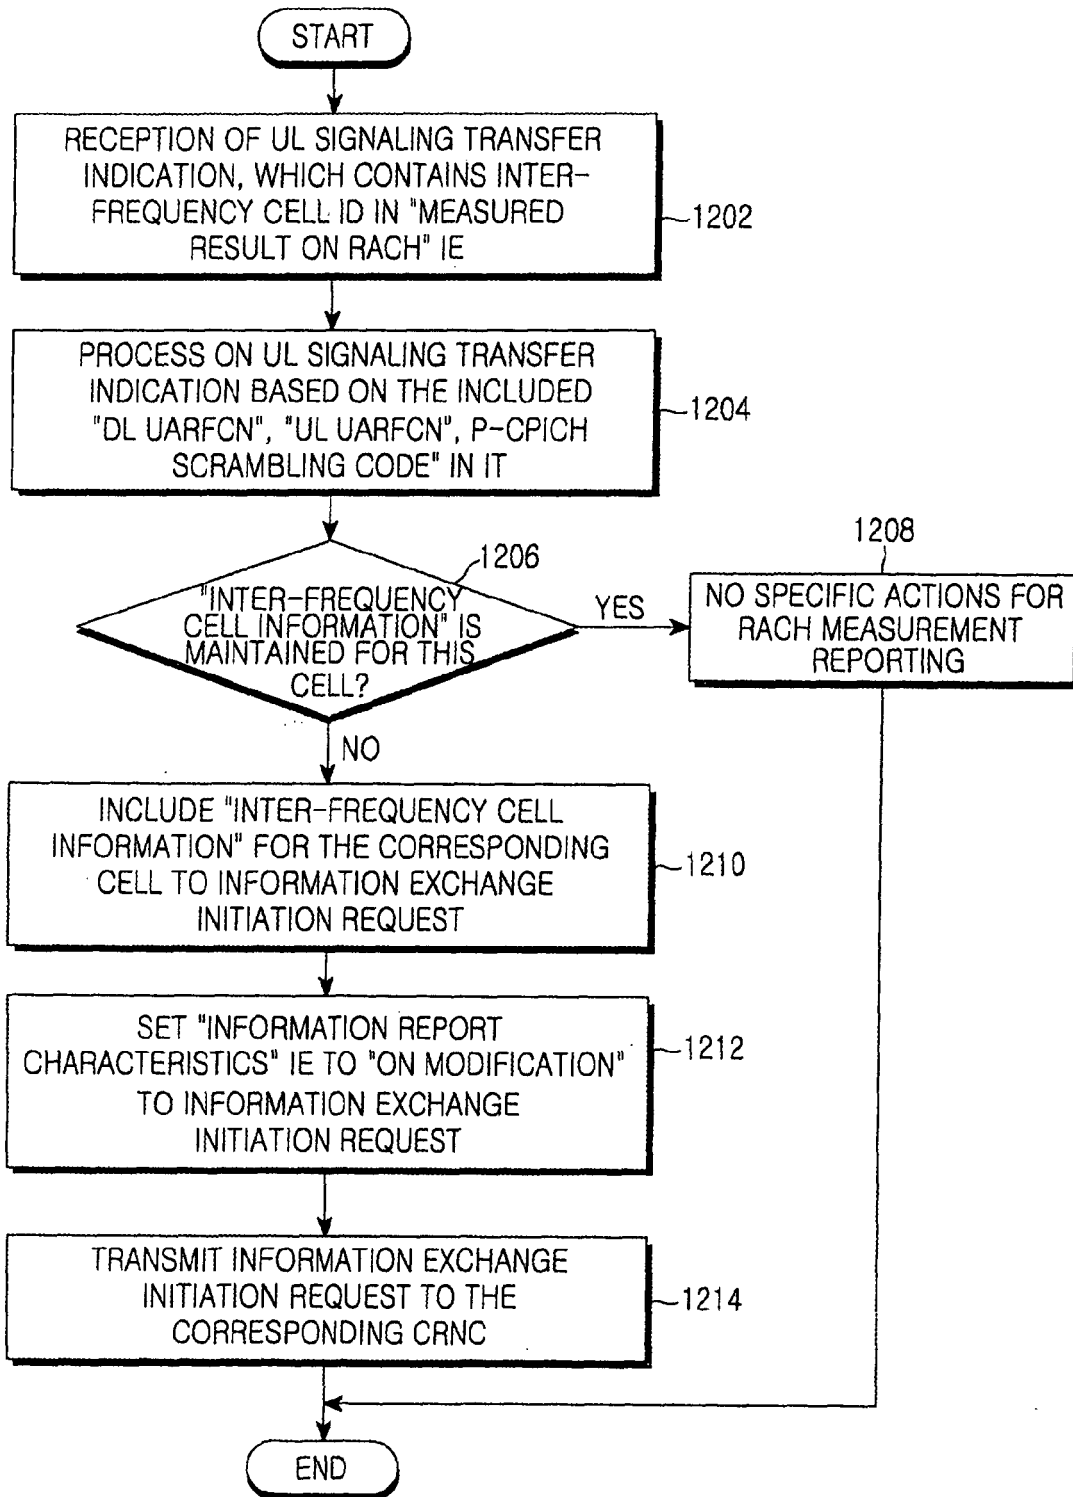 START
RECEPTION OF UL SIGNALING TRANSFER
INDICATION, WHICH CONTAINS INTER-
FREQUENCY CELL ID IN "MEASURED
RESULT ON RACH" IE
1202
PROCESS ON UL SIGNALING TRANSFER
INDICATION BASED ON THE INCLUDED
"DL UARFCN", "UL UARFCN", P-CPICH
SCRAMBLING CODE" IN IT
1204
1206
"INTER-FREQUENCY
CELL INFORMATION" IS
MAINTAINED FOR THIS
CELL?
YES
1208
NO SPECIFIC ACTIONS FOR
RACH MEASUREMENT
REPORTING
NO
INCLUDE "INTER-FREQUENCY CELL
INFORMATION" FOR THE CORRESPONDING
CELL TO INFORMATION EXCHANGE
INITIATION REQUEST
1210
SET "INFORMATION REPORT
CHARACTERISTICS" IE TO "ON MODIFICATION"
TO INFORMATION EXCHANGE
INITIATION REQUEST
1212
TRANSMIT INFORMATION EXCHANGE
INITIATION REQUEST TO THE
CORRESPONDING CRNC
1214
END